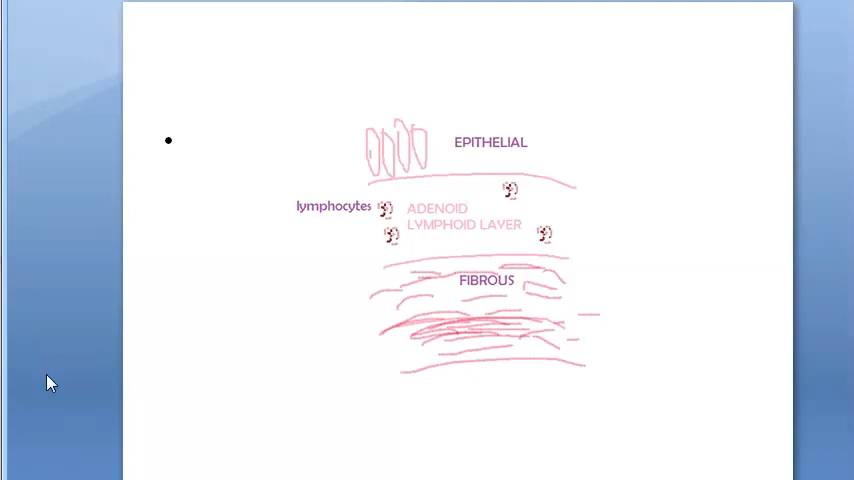 EPITHELIAL
lymphocytes
ADENOID
LYMPHOID LAYER
FIBROUS